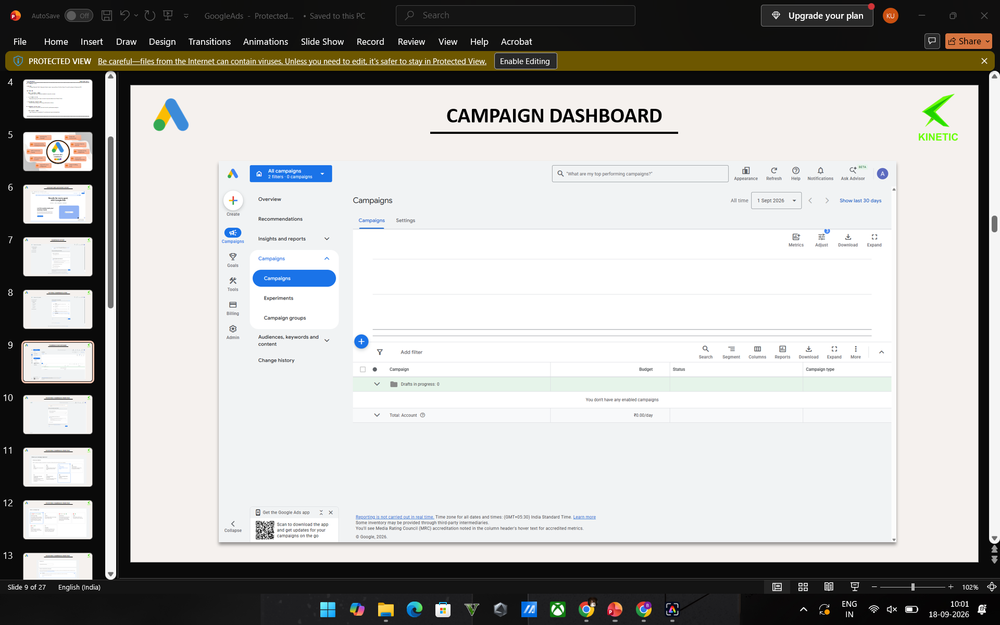 AutoSave Off GoogleAds - Protected... • Saved to this PC Search Upgrade your plan KU
File Home Insert Draw Design Transitions Animations Slide Show Record Review View Help Acrobat Share
PROTECTED VIEW Be careful—files from the Internet can contain viruses. Unless you need to edit, it's safer to stay in Protected View. Enable Editing
4
5
6
7
8
9
10
11
12
13
CAMPAIGN DASHBOARD
KINETIC
All campaigns
2 filters · 0 campaigns
"What are my top performing campaigns?"
Appearance Refresh Help Notifications Ask Advisor BETA A
Create
Campaigns
Goals
Tools
Billing
Admin
Collapse
Overview
Recommendations
Insights and reports
Campaigns
Campaigns
Experiments
Campaign groups
Audiences, keywords and
content
Change history
Campaigns
All time 1 Sept 2026 Show last 30 days
Campaigns Settings
3
Metrics Adjust Download Expand
Add filter
Search Segment Columns Reports Download Expand More
Campaign Budget Status Campaign type
Drafts in progress: 0
You don't have any enabled campaigns
Total: Account ₹0.00/day
Get the Google Ads app
Scan to download the app
and get updates for your
campaigns on the go
Reporting is not carried out in real time. Time zone for all dates and times: (GMT+05:30) India Standard Time. Learn more
Some inventory may be provided through third-party intermediaries.
You'll see Media Rating Council (MRC) accreditation noted in the column header's hover text for accredited metrics.
© Google, 2026.
Slide 9 of 27 English (India) 102%
ENG
IN
10:01
18-09-2026